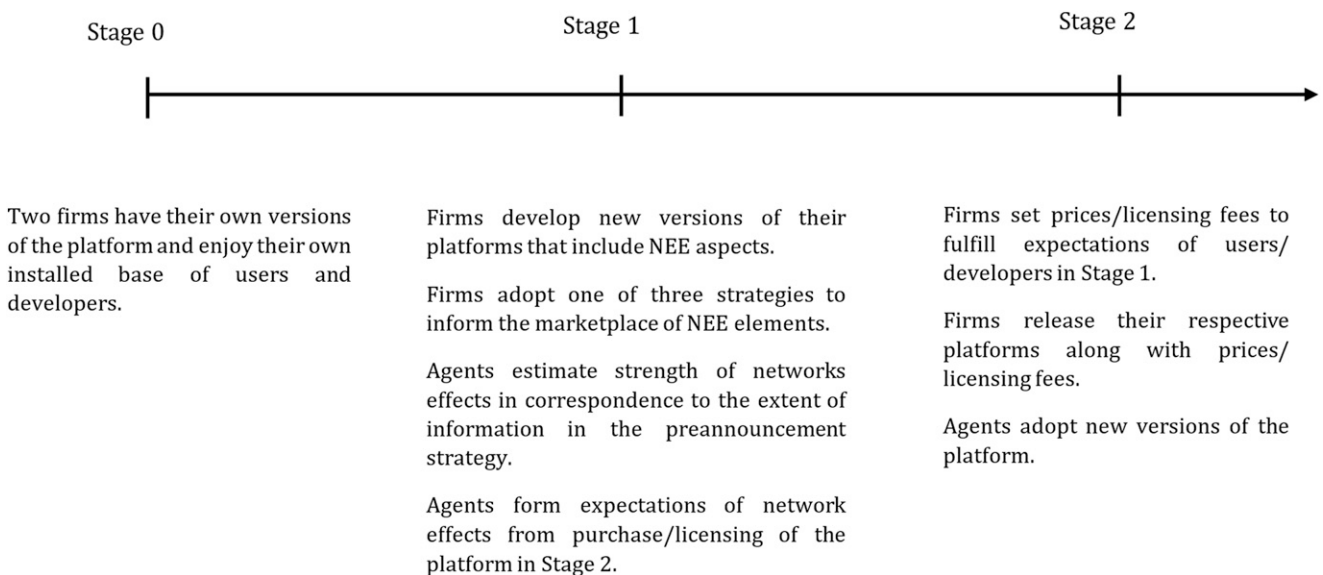 Stage 0
Stage 1
Stage 2
Two firms have their own versions
of the platform and enjoy their own
installed base of users and
developers.
Firms develop new versions of their
platforms that include NEE aspects.
Firms adopt one of three strategies to
inform the marketplace of NEE elements.
Agents estimate strength of networks
effects in correspondence to the extent of
information in the preannouncement
strategy.
Agents form expectations of network
effects from purchase/licensing of the
platform in Stage 2.
Firms set prices/licensing fees to
fulfill expectations of users/
developers in Stage 1.
Firms release their respective
platforms along with prices/
licensing fees.
Agents adopt new versions of the
platform.